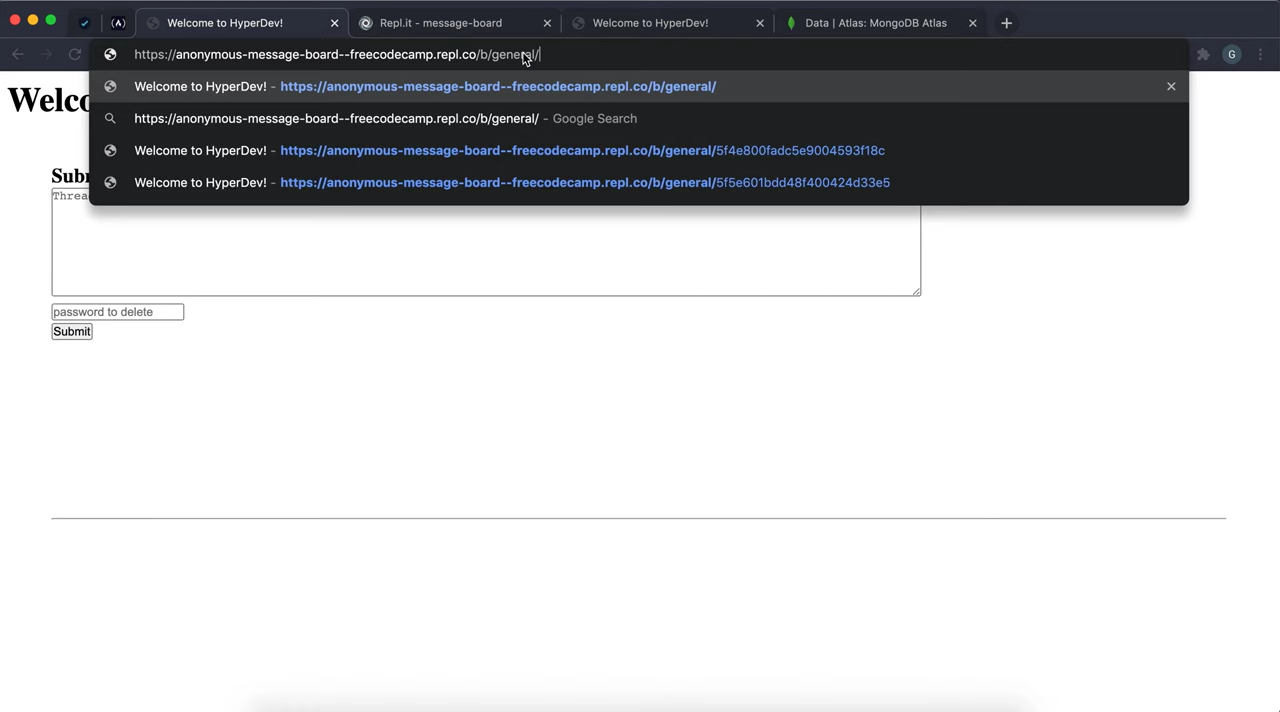 Welcome to HyperDev!
Repl.it - message-board
Welcome to HyperDev!
Data | Atlas: MongoDB Atlas
https://anonymous-message-board--freecodecamp.repl.co/b/general/
G
Welcome to HyperDev! - https://anonymous-message-board--freecodecamp.repl.co/b/general/
https://anonymous-message-board--freecodecamp.repl.co/b/general/ - Google Search
Welcome to HyperDev! - https://anonymous-message-board--freecodecamp.repl.co/b/general/5f4e800fadc5e9004593f18c
Welcome to HyperDev! - https://anonymous-message-board--freecodecamp.repl.co/b/general/5f5e601bdd48f400424d33e5
password to delete
Submit